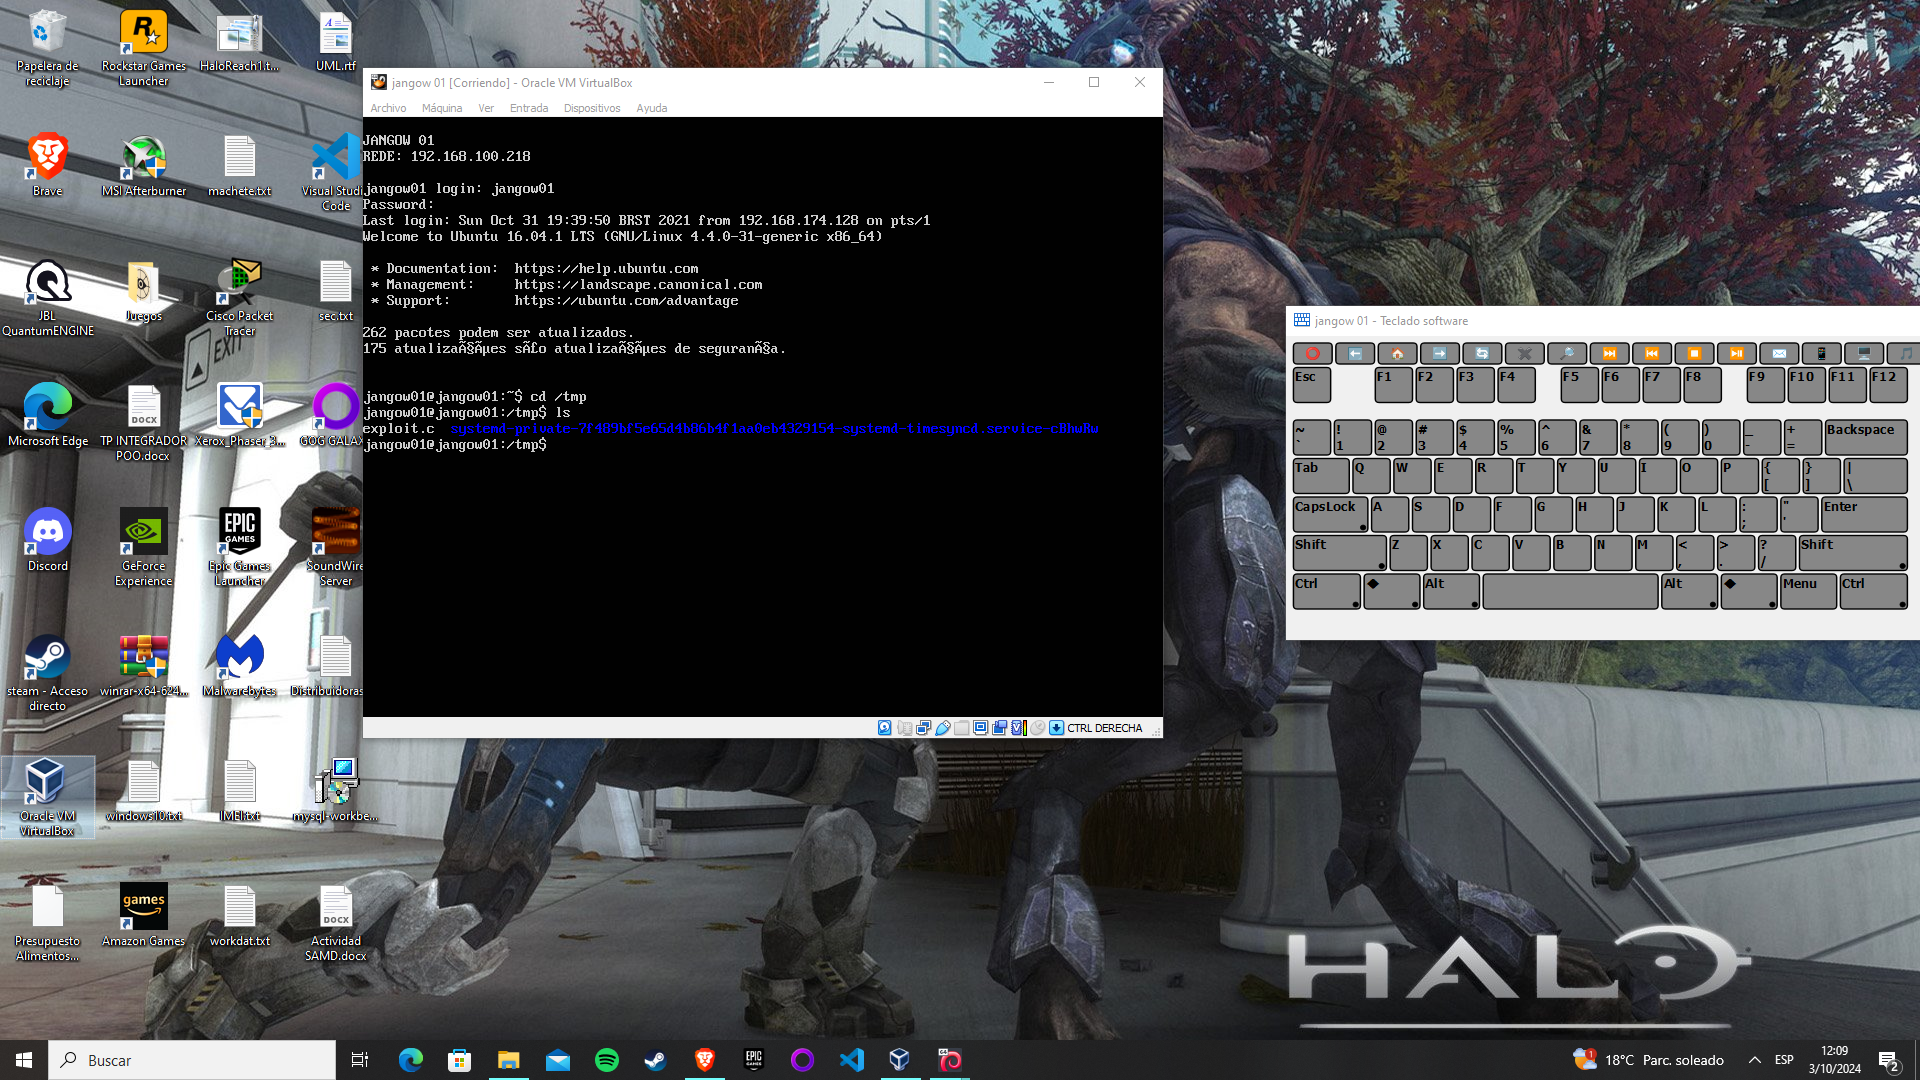 Papelera de
reciclaje
Rockstar Games
Launcher
HaloReach1.t...
UML.rtf
Brave
MSI Afterburner
machete.txt
Visual Studi
Code
JBL
QuantumENGINE
Juegos
Cisco Packet
Tracer
sec.txt
EXIT
Microsoft Edge
TP INTEGRADOR
POO.docx
Xerox_Phaser_3...
GOG GALAX
Discord
GeForce
Experience
Epic Games
Launcher
SoundWire
Server
steam - Acceso
directo
winrar-x64-624...
Malwarebytes
Distribuidoras
Oracle VM
VirtualBox
windows10.txt
IMEI.txt
mysql-workbe...
Presupuesto
Alimentos...
Amazon Games
workdat.txt
Actividad
SAMD.docx
DOCX
EPIC
GAMES
games
DOCX
jangow 01 [Corriendo] - Oracle VM VirtualBox
Archivo Máquina Ver Entrada Dispositivos Ayuda
JANGOW 01
REDE: 192.168.100.218
jangow01 login: jangow01
Password:
Last login: Sun Oct 31 19:39:50 BRST 2021 from 192.168.174.128 on pts/1
Welcome to Ubuntu 16.04.1 LTS (GNU/Linux 4.4.0-31-generic x86_64)
* Documentation: https://help.ubuntu.com
* Management: https://landscape.canonical.com
* Support: https://ubuntu.com/advantage
262 pacotes podem ser atualizados.
175 atualizaÃ§Ãµes sÃ£o atualizaÃ§Ãµes de seguranÃ§a.
jangow01@jangow01:~$ cd /tmp
jangow01@jangow01:/tmp$ ls
exploit.c
jangow01@jangow01:/tmp$
CTRL DERECHA
jangow 01 - Teclado software
Esc F1 F2 F3 F4 F5 F6 F7 F8 F9 F10 F11 F12
~ ! @ # $ % ^ & * ( ) _ + Backspace
` 1 2 3 4 5 6 7 8 9 0 - =
Tab Q W E R T Y U I O P { } |
[ ] \
CapsLock A S D F G H J K L : " Enter
; '
Shift Z X C V B N M < > ? Shift
, . /
Ctrl Alt Alt Menu Ctrl
HALO
Buscar
18°C Parc. soleado
ESP
12:09
3/10/2024
2